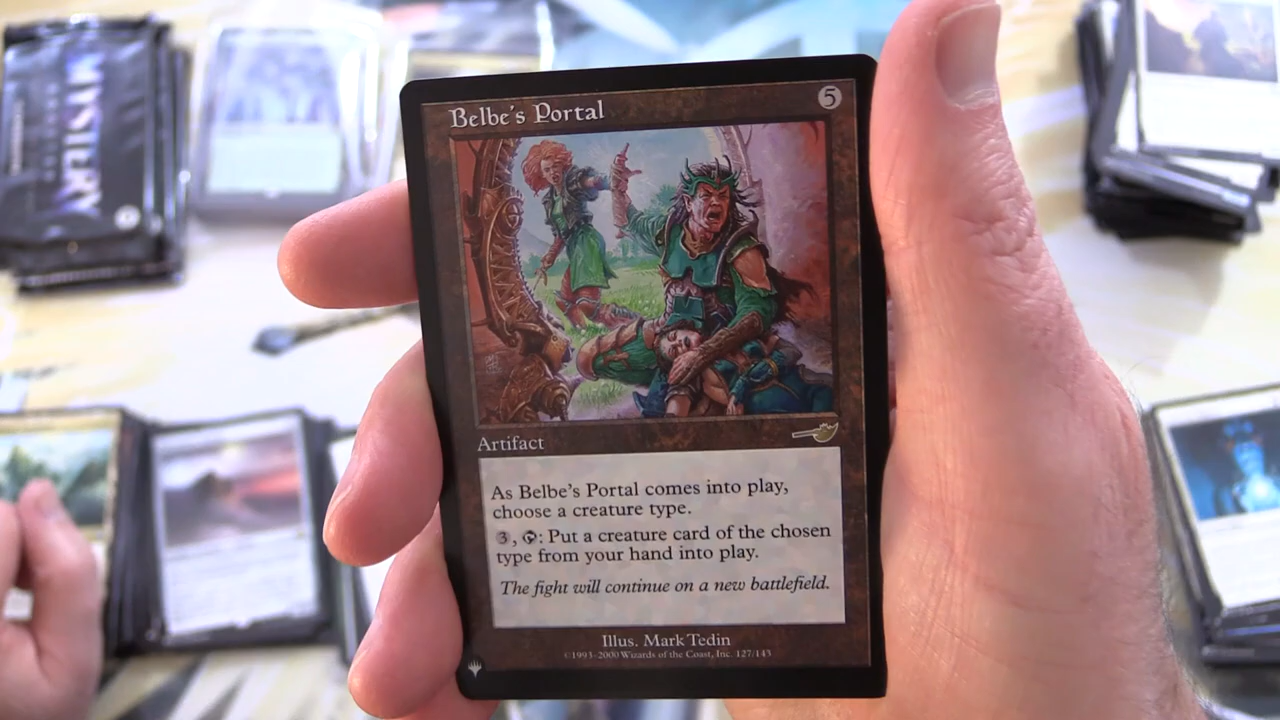 MYSTERY
Belbe's Portal
5
Artifact
As Belbe's Portal comes into play,
choose a creature type.
3, : Put a creature card of the chosen
type from your hand into play.
The fight will continue on a new battlefield.
Illus. Mark Tedin
©1993-2000 Wizards of the Coast, Inc. 127/143